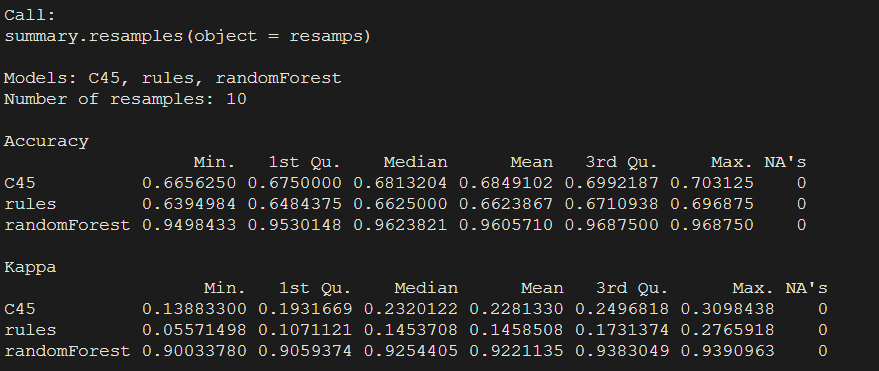 Call:
summary.resamples(object = resamps)

Models: C45, rules, randomForest
Number of resamples: 10

Accuracy
                  Min.   1st Qu.    Median      Mean   3rd Qu.     Max. NA's
C45          0.6656250 0.6750000 0.6813204 0.6849102 0.6992187 0.703125    0
rules        0.6394984 0.6484375 0.6625000 0.6623867 0.6710938 0.696875    0
randomForest 0.9498433 0.9530148 0.9623821 0.9605710 0.9687500 0.968750    0

Kappa
                   Min.   1st Qu.    Median      Mean   3rd Qu.      Max. NA's
C45          0.13883300 0.1931669 0.2320122 0.2281330 0.2496818 0.3098438    0
rules        0.05571498 0.1071121 0.1453708 0.1458508 0.1731374 0.2765918    0
randomForest 0.90033780 0.9059374 0.9254405 0.9221135 0.9383049 0.9390963    0